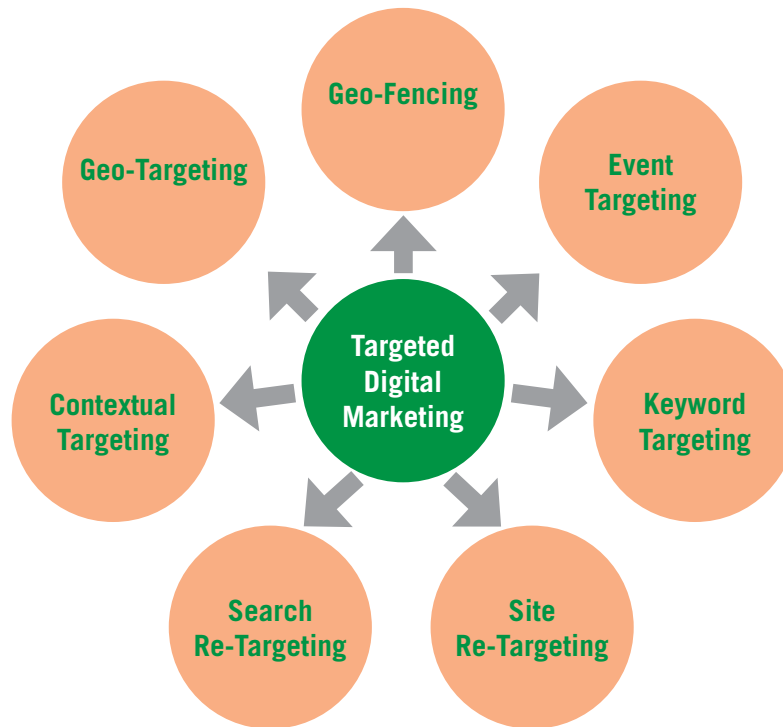 Geo-Fencing
Geo-Targeting
Event
Targeting
Targeted
Digital
Marketing
Contextual
Targeting
Keyword
Targeting
Search
Re-Targeting
Site
Re-Targeting